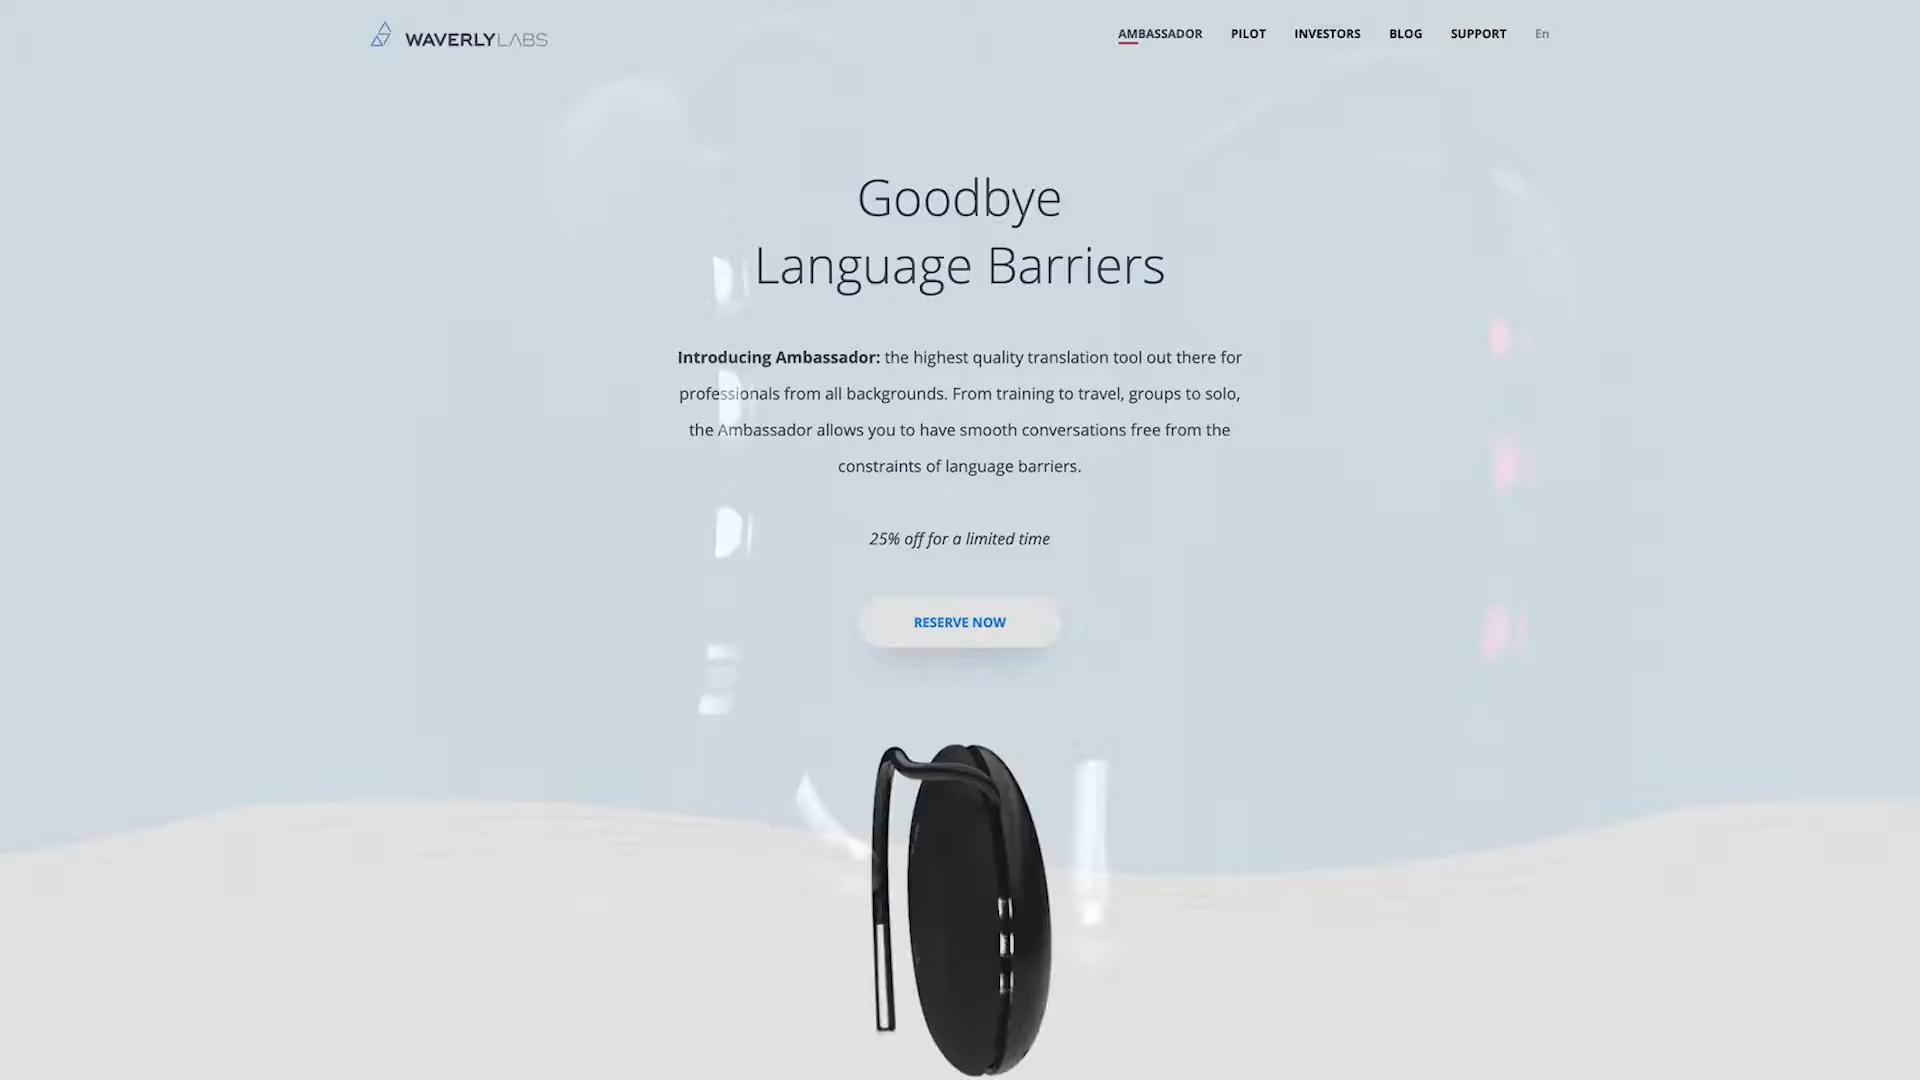 WAVERLYLABS
AMBASSADOR PILOT INVESTORS BLOG SUPPORT En
Goodbye
Language Barriers
Introducing Ambassador: the highest quality translation tool out there for
professionals from all backgrounds. From training to travel, groups to solo,
the Ambassador allows you to have smooth conversations free from the
constraints of language barriers.
25% off for a limited time
RESERVE NOW